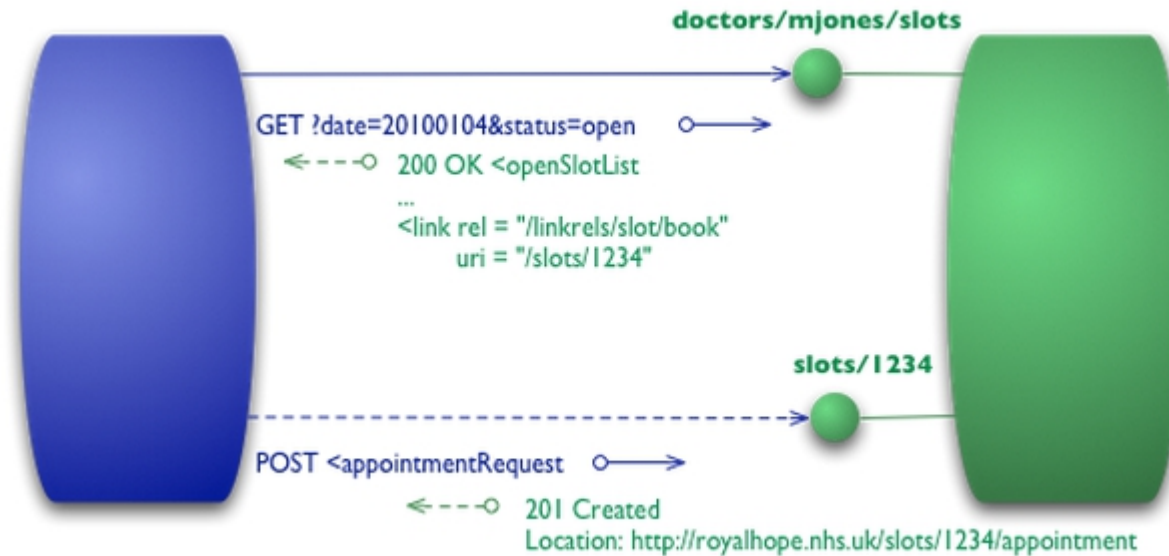 doctors/mjones/slots
GET ?date=20100104&status=open
200 OK <openSlotList
...
<link rel = "/linkrels/slot/book"
uri = "/slots/1234"
slots/1234
POST <appointmentRequest
201 Created
Location: http://royalhope.nhs.uk/slots/1234/appointment